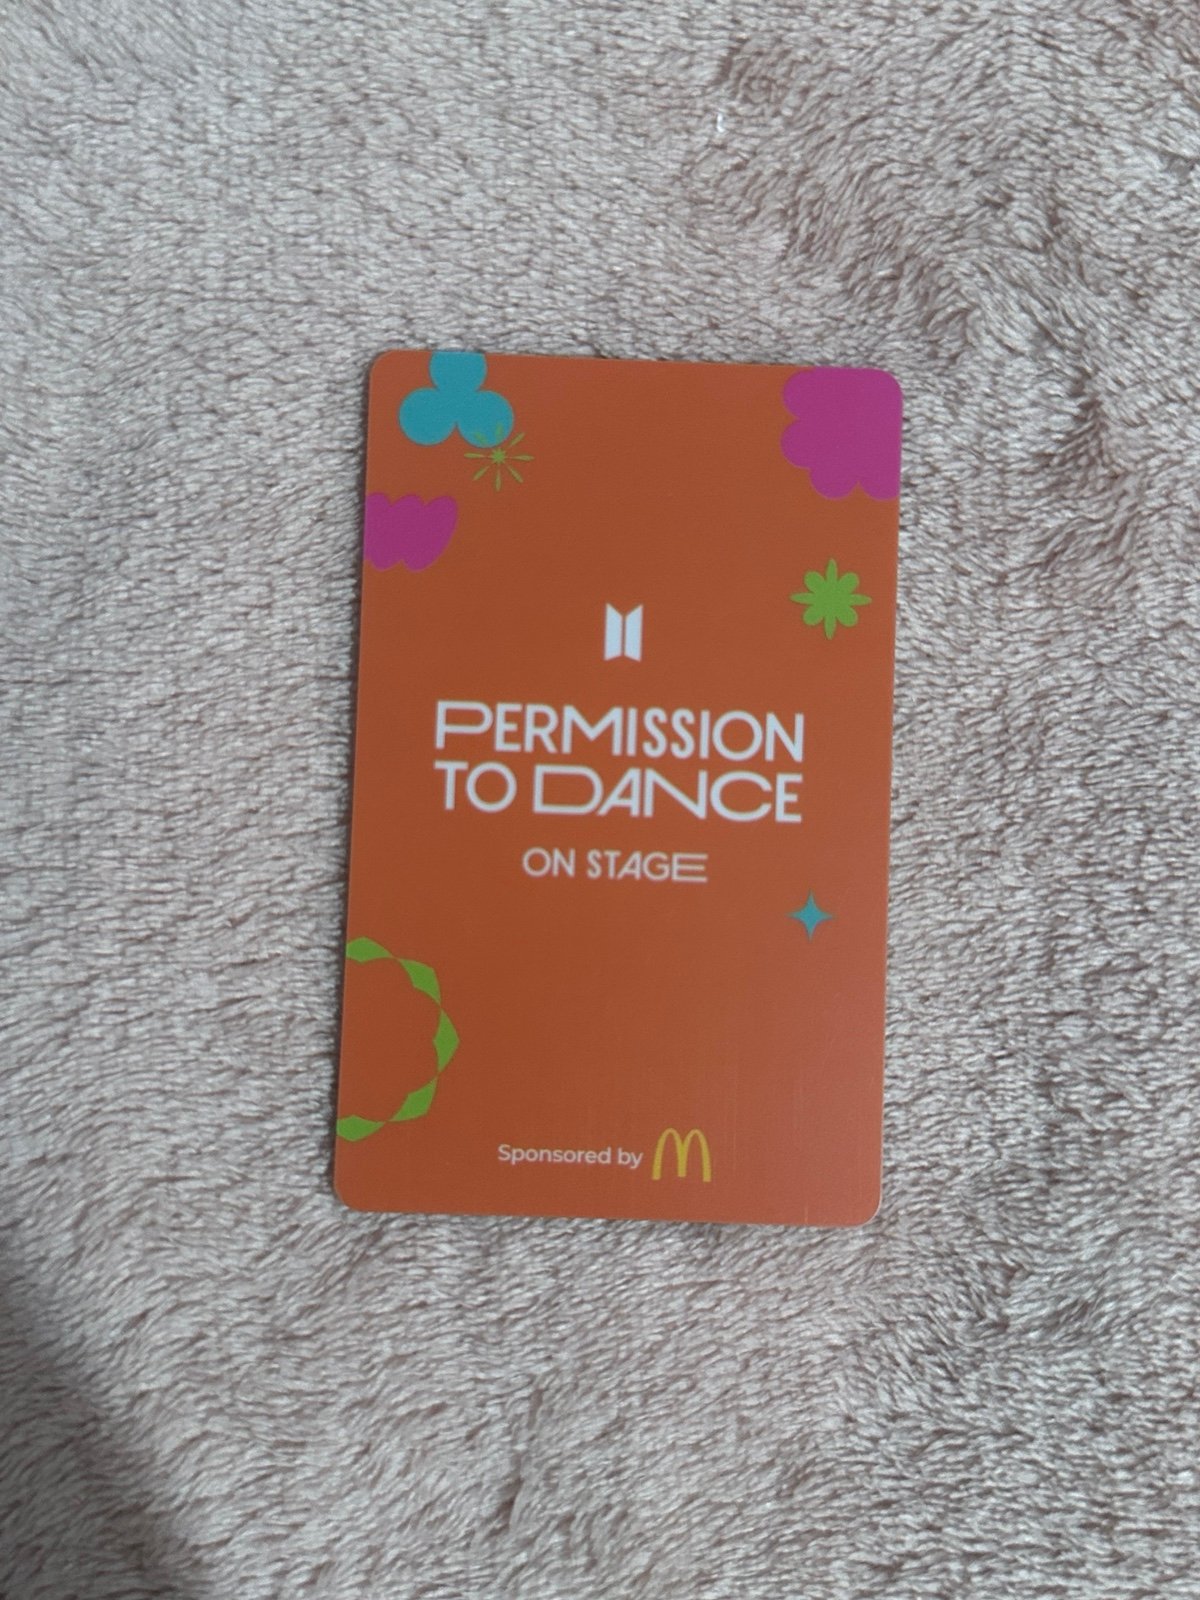 PERMISSION
TO DANCE
ON STAGE
Sponsored by